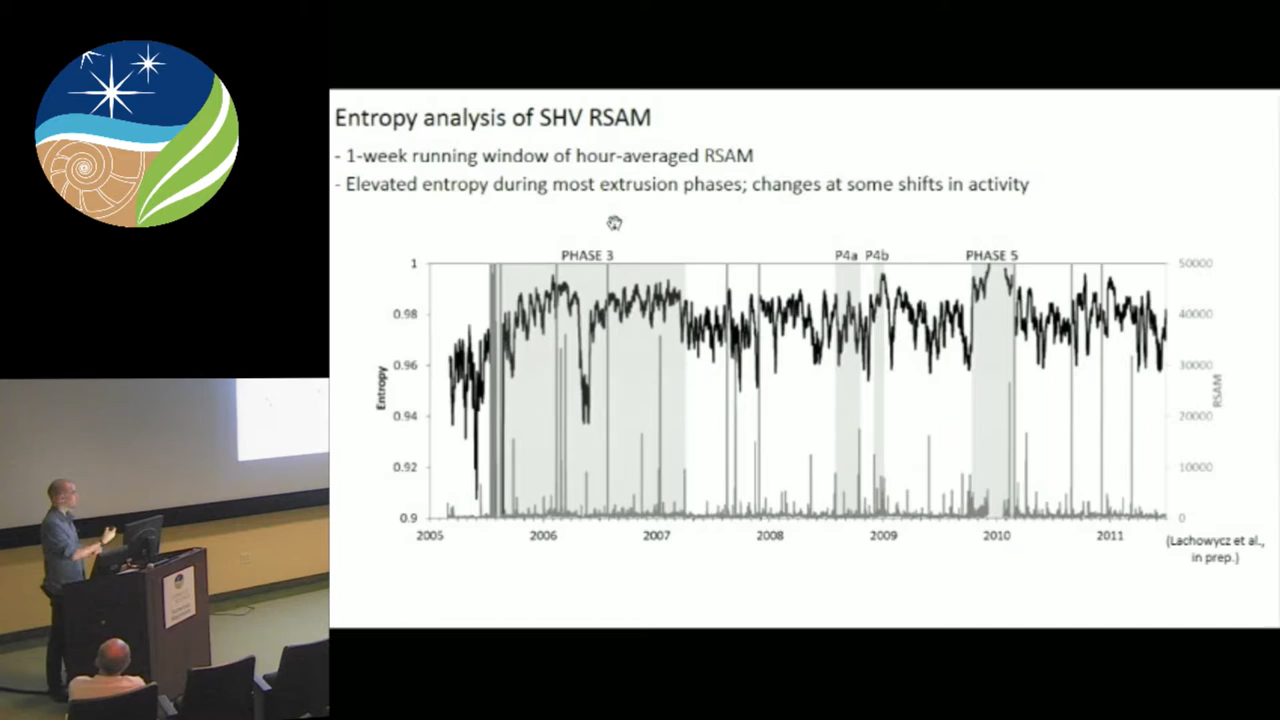 Entropy analysis of SHV RSAM
- 1-week running window of hour-averaged RSAM
- Elevated entropy during most extrusion phases; changes at some shifts in activity
PHASE 3
P4a
P4b
PHASE 5
1
0.98
0.96
0.94
0.92
0.9
Entropy
50000
40000
30000
20000
10000
0
RSAM
2005
2006
2007
2008
2009
2010
2011
(Lachowycz et al.,
in prep.)